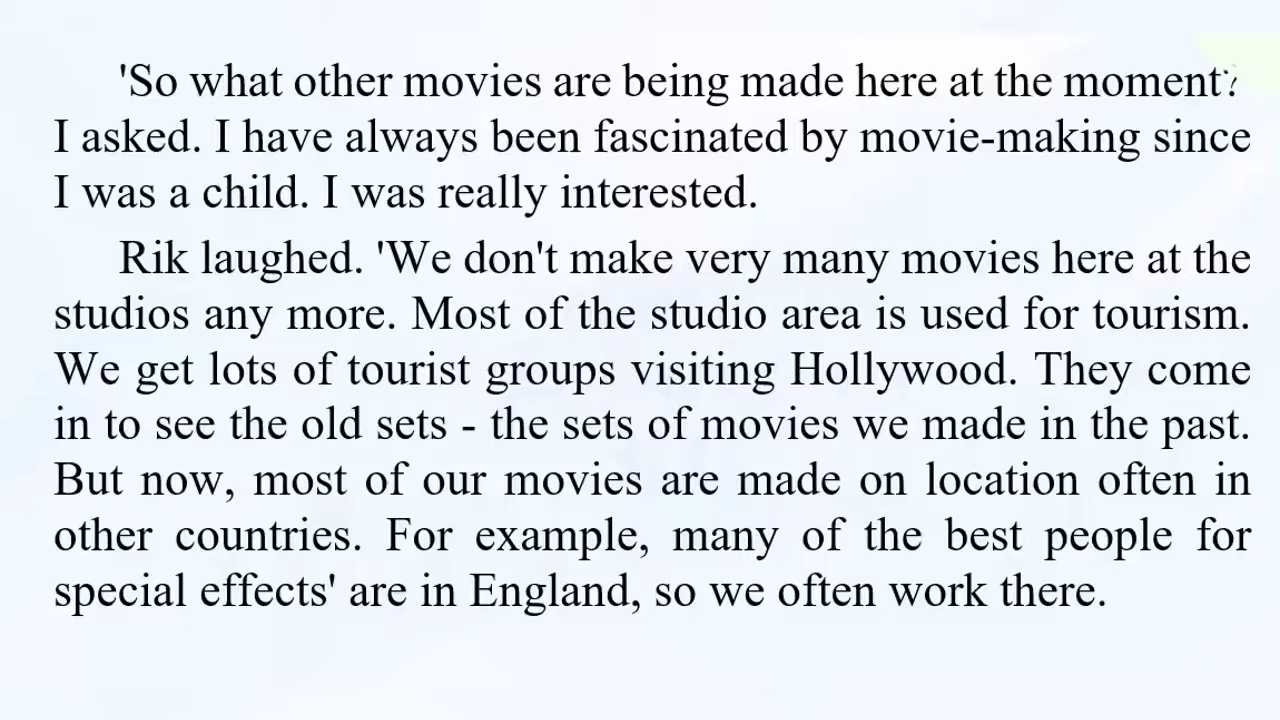 'So what other movies are being made here at the moment?
I asked. I have always been fascinated by movie-making since
I was a child. I was really interested.
Rik laughed. 'We don't make very many movies here at the
studios any more. Most of the studio area is used for tourism.
We get lots of tourist groups visiting Hollywood. They come
in to see the old sets - the sets of movies we made in the past.
But now, most of our movies are made on location often in
other countries. For example, many of the best people for
special effects' are in England, so we often work there.